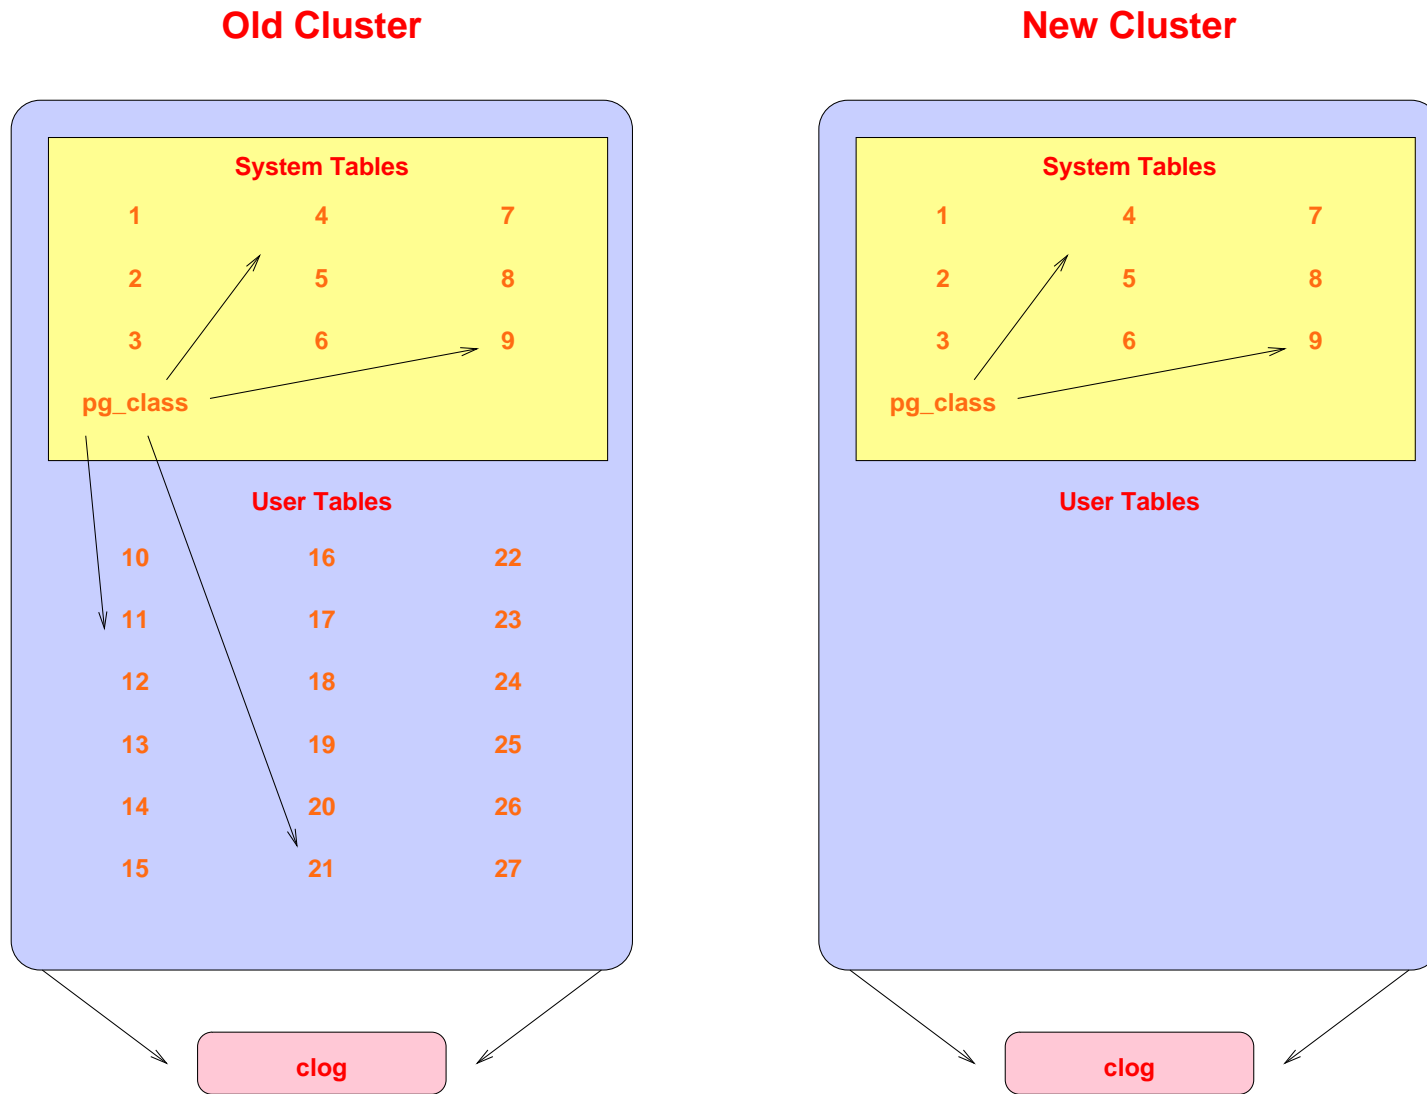 Old Cluster
System Tables
1 4 7
2 5 8
3 6 9
pg_class
User Tables
10 16 22
11 17 23
12 18 24
13 19 25
14 20 26
15 21 27
clog
New Cluster
System Tables
1 4 7
2 5 8
3 6 9
pg_class
User Tables
clog